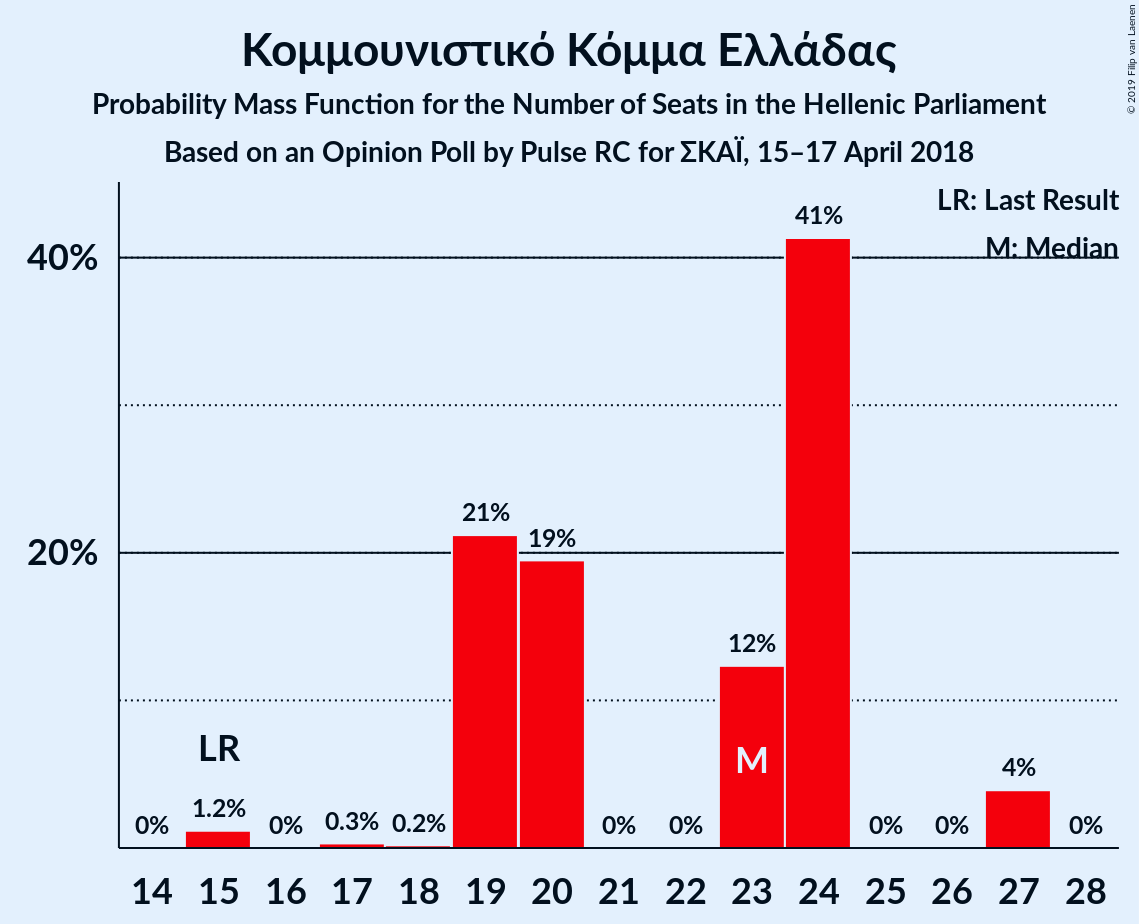 Κομμουνιστικό Κόμμα Ελλάδας
Probability Mass Function for the Number of Seats in the Hellenic Parliament
Based on an Opinion Poll by Pulse RC for ΣΚΑΪ, 15–17 April 2018
© 2019 Filip van Laenen
LR: Last Result
M: Median
40%
20%
0%
1.2%
0%
0.3%
0.2%
21%
19%
0%
0%
12%
41%
0%
0%
4%
0%
LR
M
14 15 16 17 18 19 20 21 22 23 24 25 26 27 28